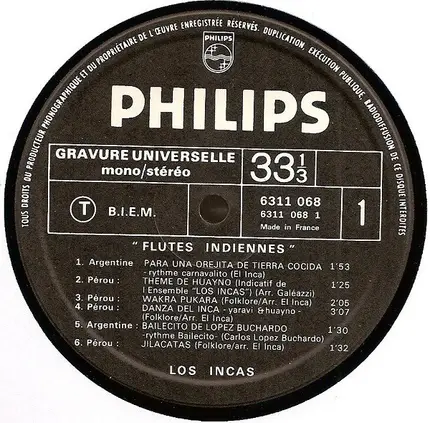 TOUS DROITS DU PRODUCTEUR PHONOGRAPHIQUE ET DU PROPRIÉTAIRE DE L'ŒUVRE ENREGISTRÉE RÉSERVÉS. DUPLICATION, EXÉCUTION PUBLIQUE, RADIODIFFUSION DE CE DISQUE INTERDITES
PHILIPS
PHILIPS
GRAVURE UNIVERSELLE
mono/stéréo
33 1/3
T B.I.E.M.
6311 068
6311 068 1
Made in France
1
"FLUTES INDIENNES"
1. Argentine PARA UNA OREJITA DE TIERRA COCIDA 1'53
-rythme carnavalito (El Inca)
2. Pérou : THEME DE HUAYNO (Indicatif de 1'25
l Ensemble "LOS INCAS") (Arr. Galéazzi)
3. Pérou : WAKRA PUKARA (Folklore/arr. El Inca) 2'05
4. Pérou : DANZA DEL INCA - yaravi & huayno - 3'07
(Folklore/Arr. El Inca)
5. Argentine : BAILECITO DE LOPEZ BUCHARDO 1'30
-rythme Bailecito- (Carlos Lopez Buchardo)
6. Pérou : JILACATAS (Folklore/arr. El Inca) 1'32
LOS INCAS